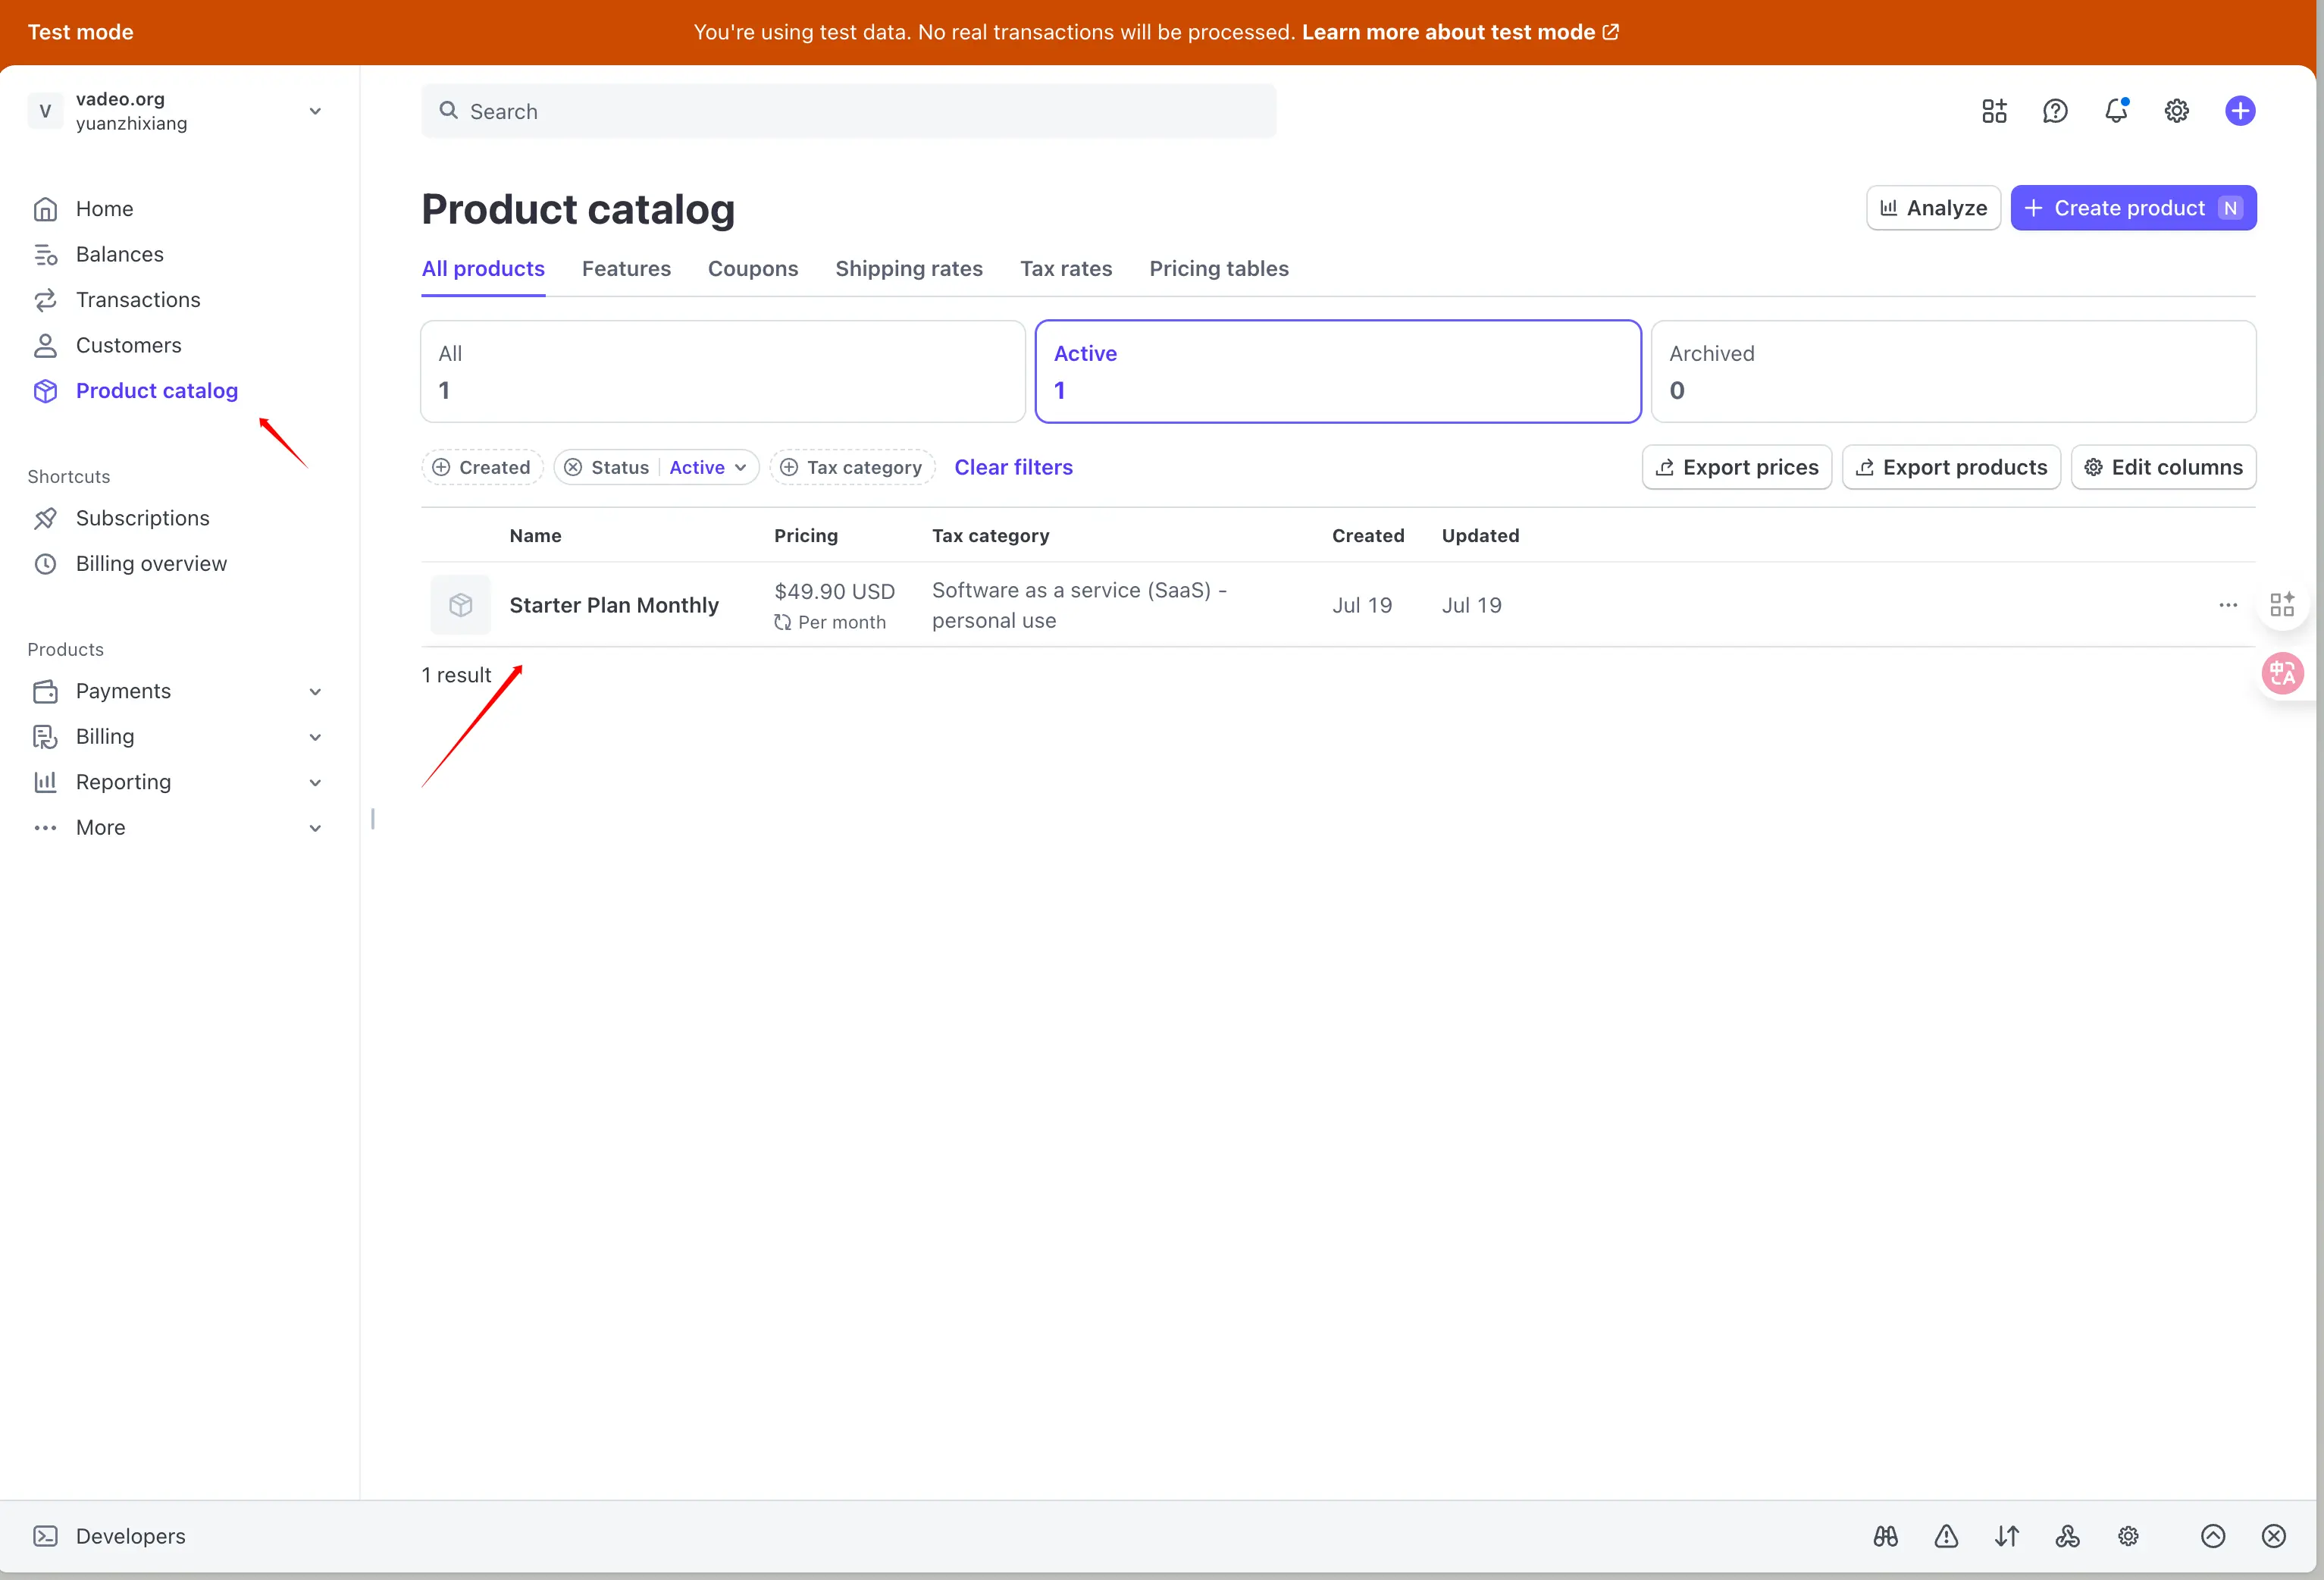 Test mode
You're using test data. No real transactions will be processed. Learn more about test mode
V
vadeo.org
yuanzhixiang
Search
Home
Balances
Transactions
Customers
Product catalog
Shortcuts
Subscriptions
Billing overview
Products
Payments
Billing
Reporting
More
Product catalog
Analyze
Create product N
All products Features Coupons Shipping rates Tax rates Pricing tables
All
1
Active
1
Archived
0
Created Status Active Tax category Clear filters
Export prices Export products Edit columns
Name Pricing Tax category Created Updated
Starter Plan Monthly
$49.90 USD
Per month
Software as a service (SaaS) -
personal use
Jul 19
Jul 19
1 result
中A
Developers